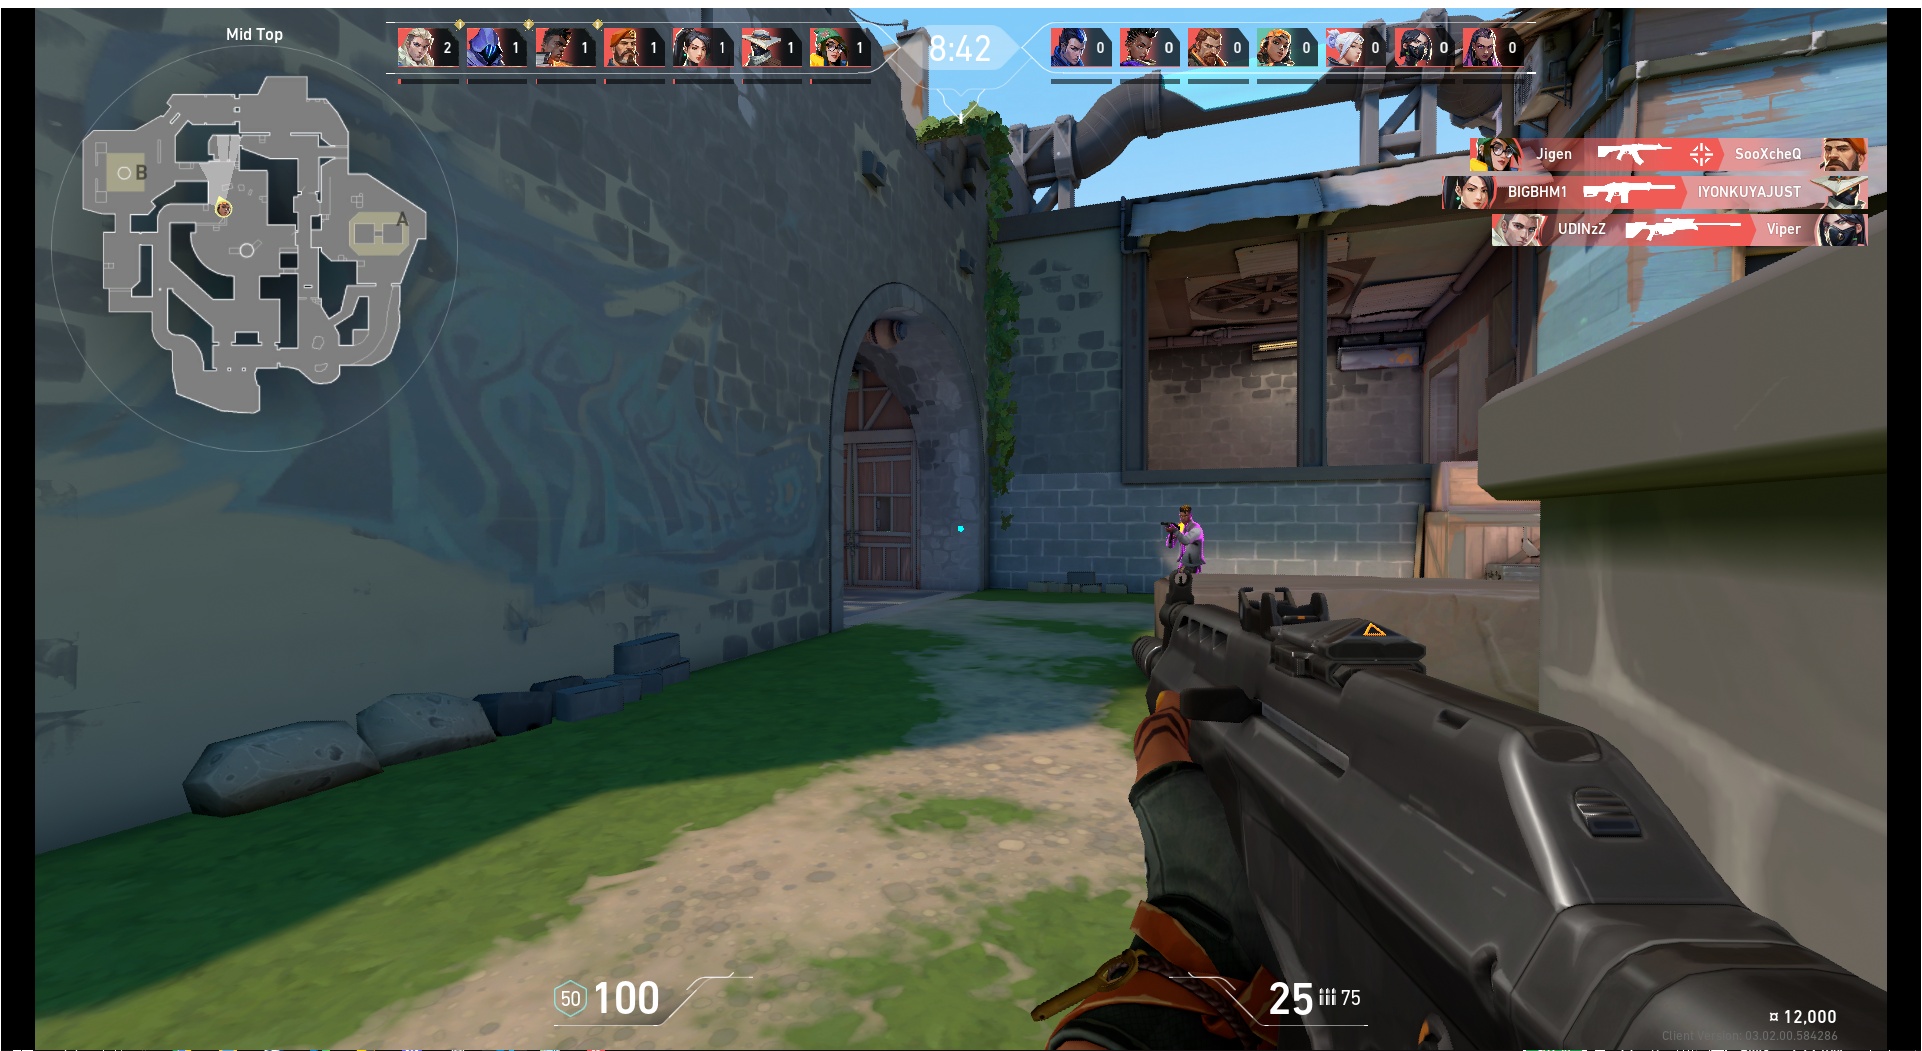 Mid Top
2 1 1 1 1 1 1 8:42 0 0 0 0 0 0 0
B
A
Jigen SooXcheQ
BIGBHM1 IYONKUYAJUST
UDINzZ Viper
50 100
25 75
¤ 12,000
Client Version: 03.02.00.584286